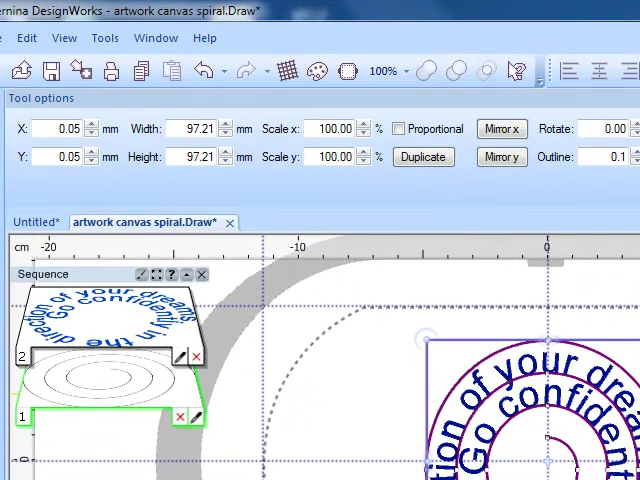 ernina DesignWorks - artwork canvas spiral.Draw*
Edit View Tools Window Help
100%
Tool options
X: 0.05 mm Width: 97.21 mm Scale x: 100.00 % Proportional Mirror x Rotate: 0.00
Y: 0.05 mm Height: 97.21 mm Scale y: 100.00 % Duplicate Mirror y Outline: 0.1
Untitled* artwork canvas spiral.Draw*
cm -20 -10 0
Sequence
Go confidently in the direction of your dreams
2
1
ction of your drea
Go confident